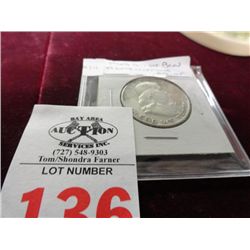 BAY AREA
AUCTION
SERVICES INC.
(727) 548-9303
Tom/Shondra Farner
LOT NUMBER
136